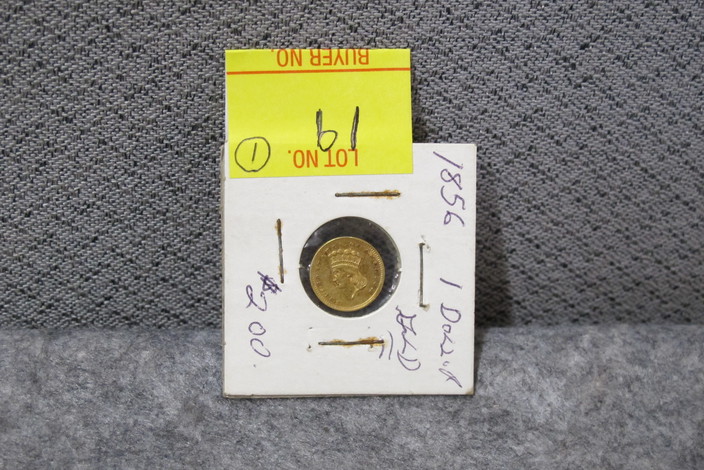 LOT NO. 19
1
BUYER NO.
1856 1 Dollar
Gold
$200.